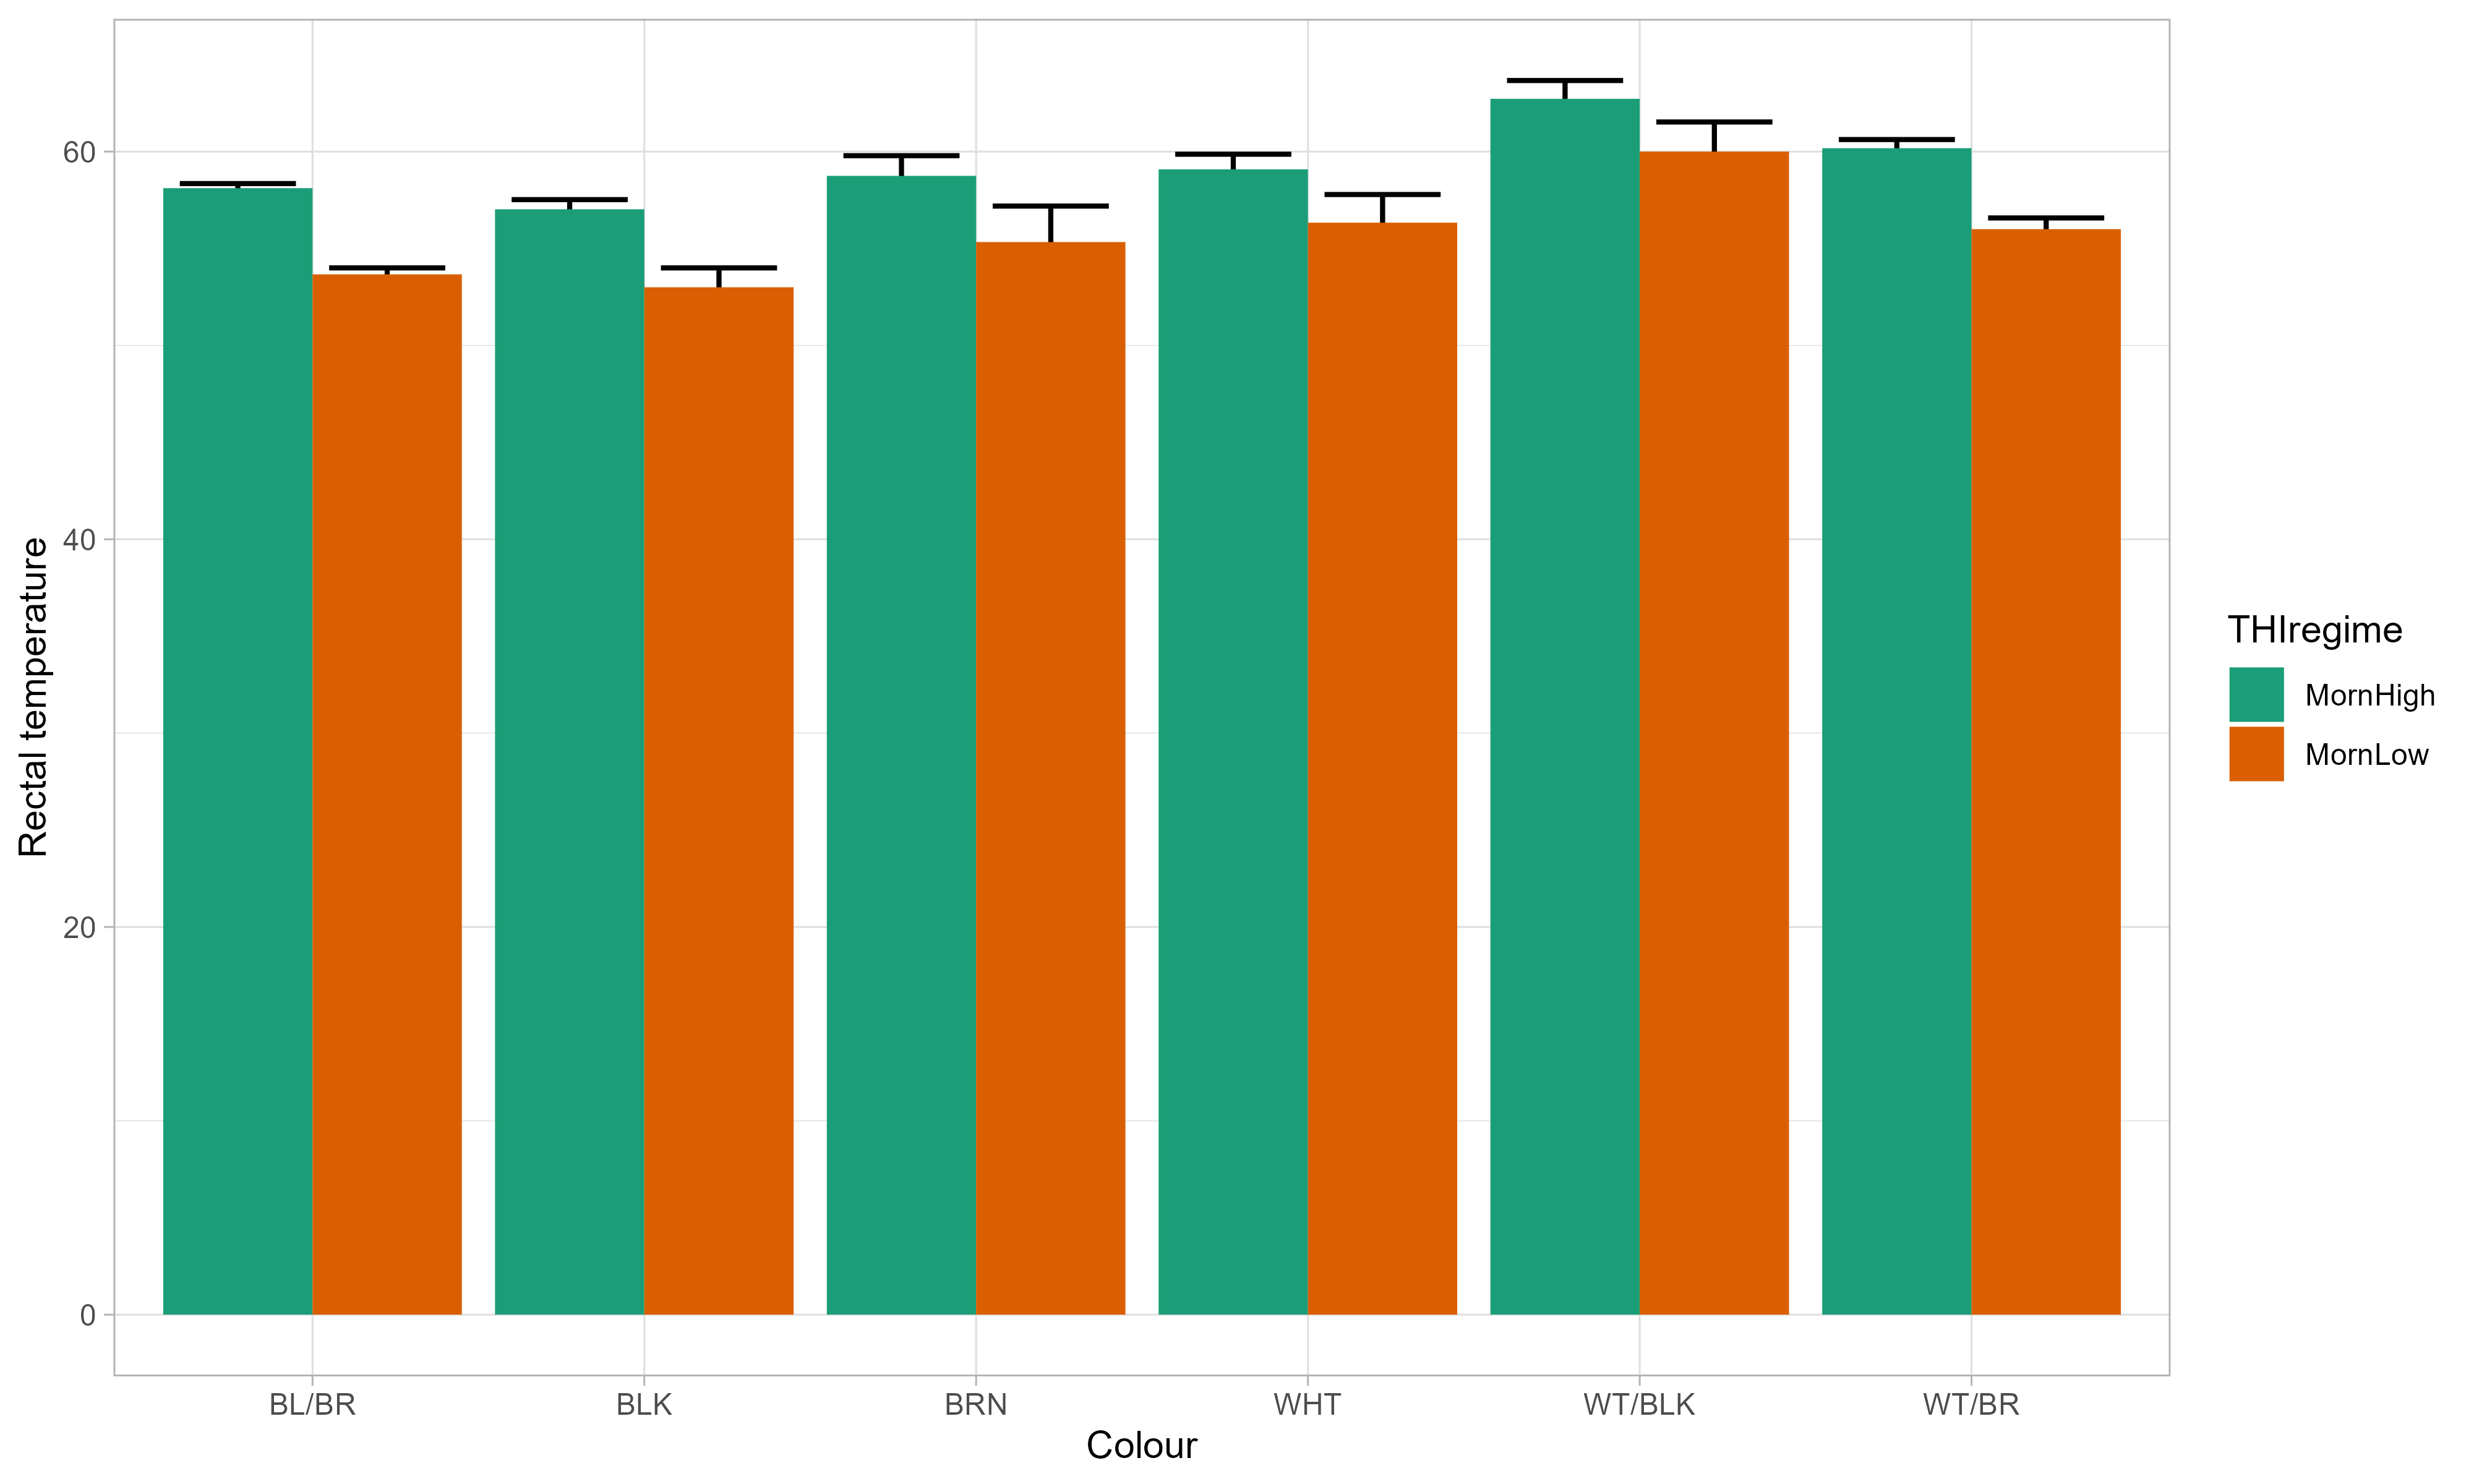 Rectal temperature
60
40
20
0
BL/BR
BLK
BRN
WHT
WT/BLK
WT/BR
Colour
THIregime
MornHigh
MornLow